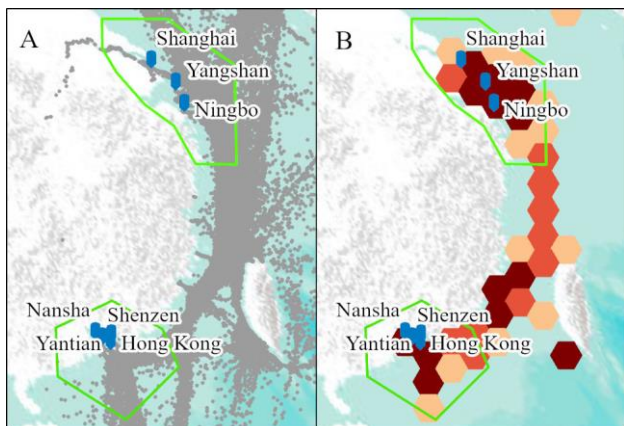 A
Shanghai
Yangshan
Ningbo
Nansha
Shenzen
Yantian
Hong Kong
B
Shanghai
Yangshan
Ningbo
Nansha
Shenzen
Yantian
Hong Kong